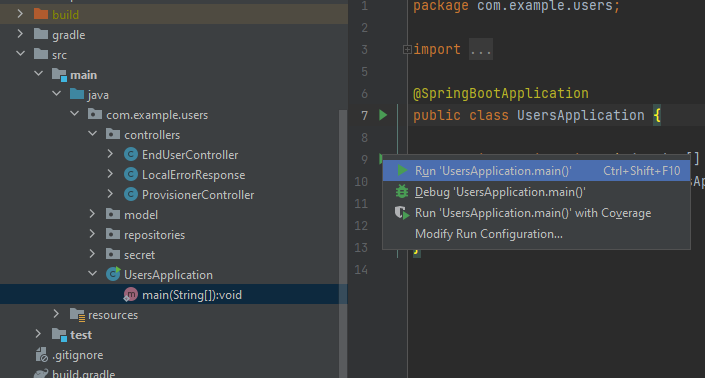 build
gradle
src
main
java
com.example.users
controllers
EndUserController
LocalErrorResponse
ProvisionerController
model
repositories
secret
UsersApplication
main(String[]):void
resources
test
.gitignore
build.gradle
1 package com.example.users;
3 import ...
5
6 @SpringBootApplication
7 public class UsersApplication {
8
9
Run 'UsersApplication.main()' Ctrl+Shift+F10
Debug 'UsersApplication.main()'
Run 'UsersApplication.main()' with Coverage
Modify Run Configuration...
10
11
12
13 }
14